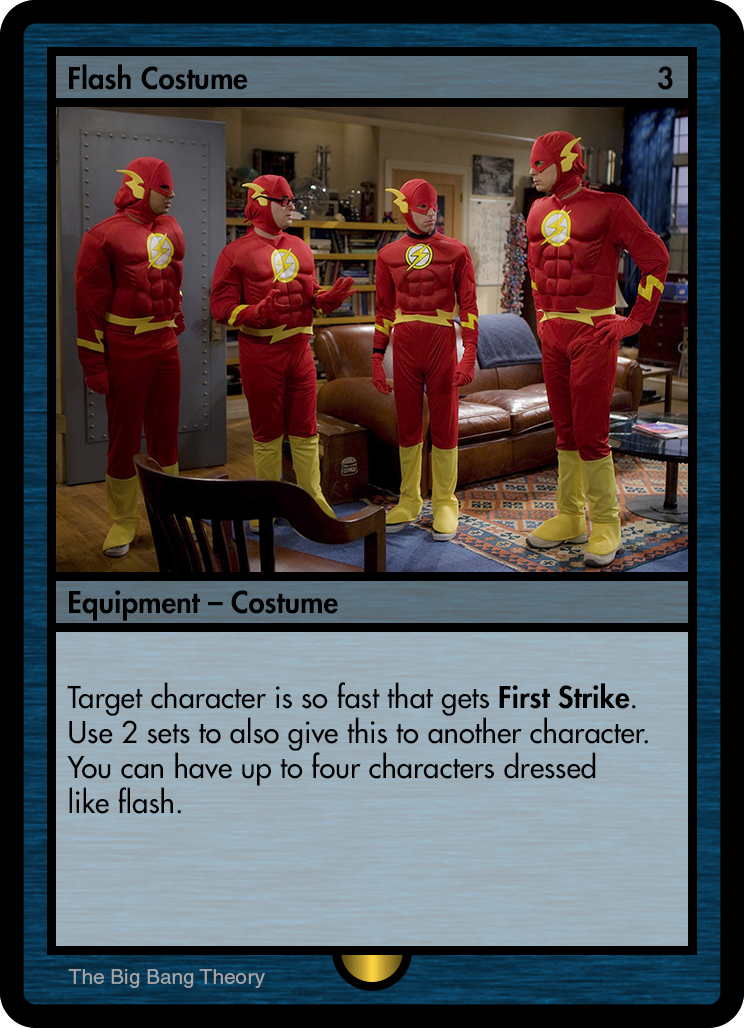 Flash Costume 3
Equipment – Costume
Target character is so fast that gets First Strike.
Use 2 sets to also give this to another character.
You can have up to four characters dressed
like flash.
The Big Bang Theory